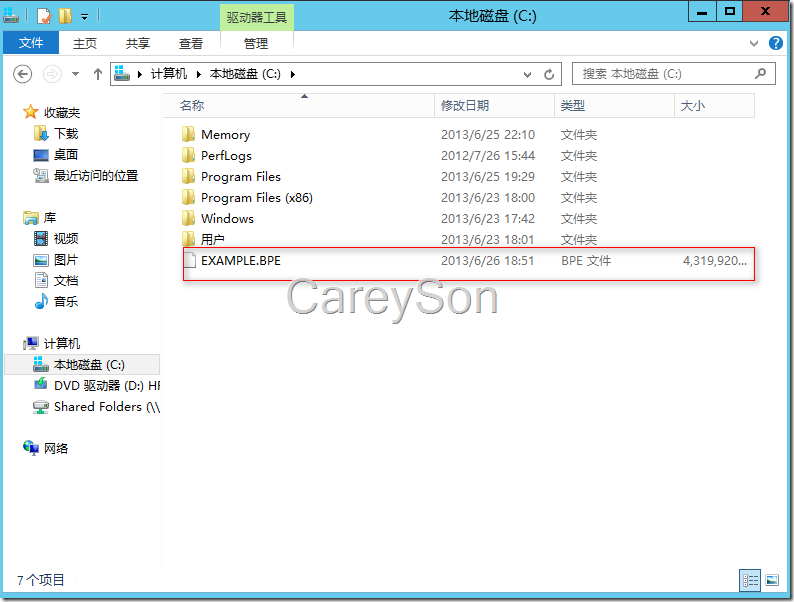 驱动器工具
本地磁盘 (C:)
文件 主页 共享 查看 管理
计算机 本地磁盘 (C:)
搜索 本地磁盘 (C:)
名称 修改日期 类型 大小
收藏夹
下载
桌面
最近访问的位置
库
视频
图片
文档
音乐
计算机
本地磁盘 (C:)
DVD 驱动器 (D:) HF
Shared Folders (\\
网络
Memory 2013/6/25 22:10 文件夹
PerfLogs 2012/7/26 15:44 文件夹
Program Files 2013/6/25 19:29 文件夹
Program Files (x86) 2013/6/23 18:00 文件夹
Windows 2013/6/23 17:42 文件夹
用户 2013/6/23 18:01 文件夹
EXAMPLE.BPE 2013/6/26 18:51 BPE 文件 4,319,920...
CareySon
7 个项目